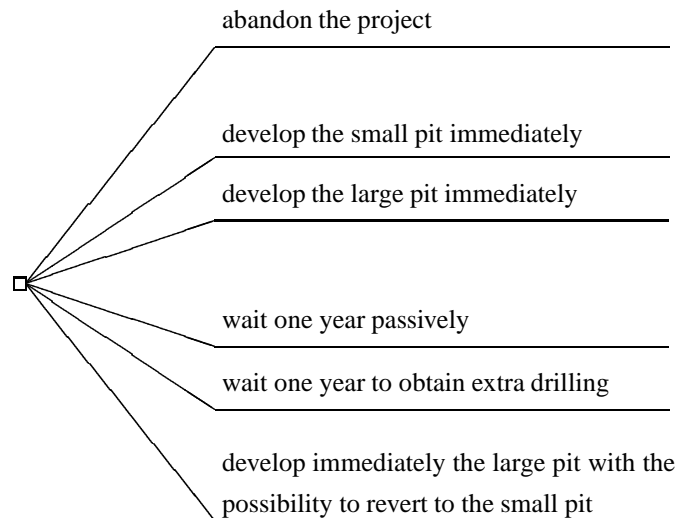 abandon the project
develop the small pit immediately
develop the large pit immediately
wait one year passively
wait one year to obtain extra drilling
develop immediately the large pit with the
possibility to revert to the small pit